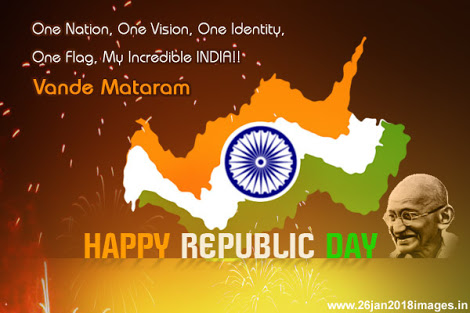 One Nation, One Vision, One Identity,
One Flag, My Incredible INDIA!!
Vande Mataram
HAPPY REPUBLIC DAY
www.26jan2018images.in